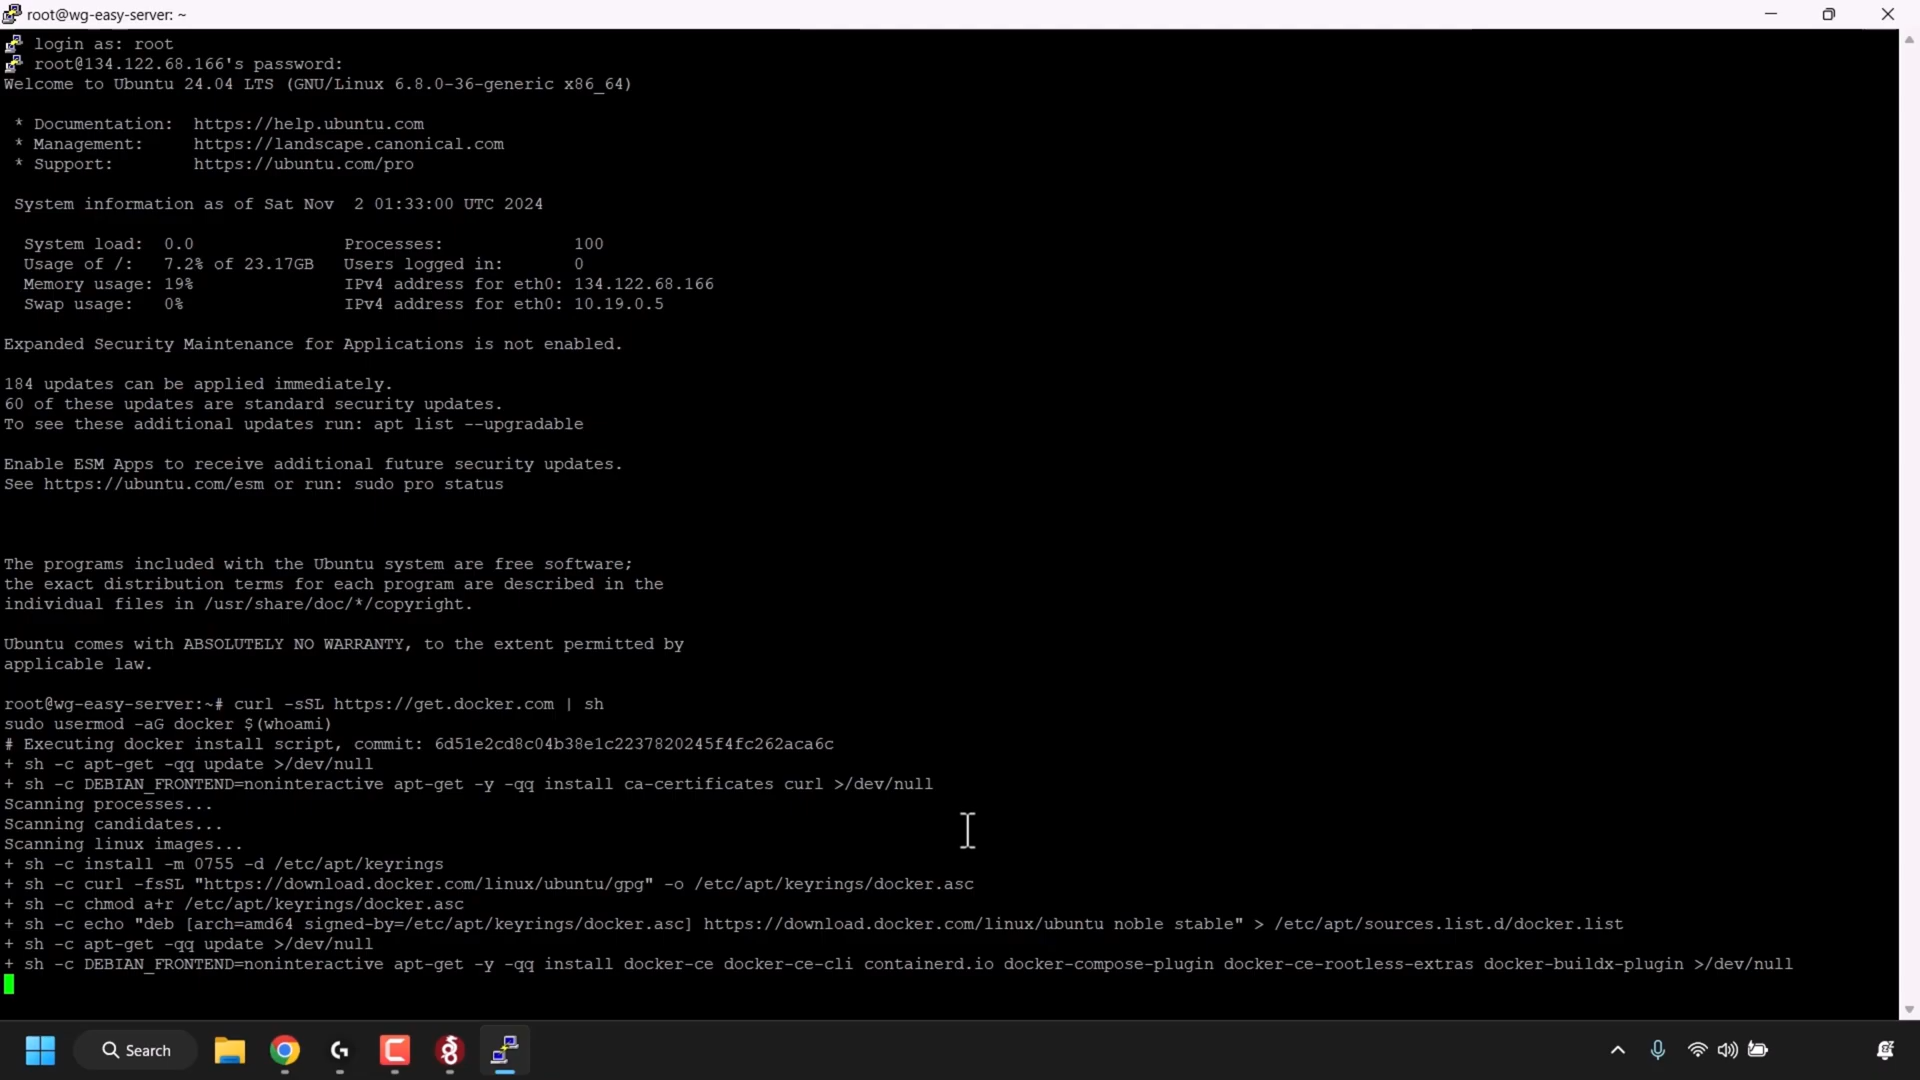 root@wg-easy-server: ~
login as: root
root@134.122.68.166's password:
Welcome to Ubuntu 24.04 LTS (GNU/Linux 6.8.0-36-generic x86_64)
* Documentation:  https://help.ubuntu.com
* Management:     https://landscape.canonical.com
* Support:        https://ubuntu.com/pro
System information as of Sat Nov  2 01:33:00 UTC 2024
System load:  0.0                Processes:             100
Usage of /:   7.2% of 23.17GB   Users logged in:       0
Memory usage: 19%                IPv4 address for eth0: 134.122.68.166
Swap usage:   0%                 IPv4 address for eth0: 10.19.0.5
Expanded Security Maintenance for Applications is not enabled.
184 updates can be applied immediately.
60 of these updates are standard security updates.
To see these additional updates run: apt list --upgradable
Enable ESM Apps to receive additional future security updates.
See https://ubuntu.com/esm or run: sudo pro status
The programs included with the Ubuntu system are free software;
the exact distribution terms for each program are described in the
individual files in /usr/share/doc/*/copyright.
Ubuntu comes with ABSOLUTELY NO WARRANTY, to the extent permitted by
applicable law.
root@wg-easy-server:~# curl -sSL https://get.docker.com | sh
sudo usermod -aG docker $(whoami)
# Executing docker install script, commit: 6d51e2cd8c04b38e1c2237820245f4fc262aca6c
+ sh -c apt-get -qq update >/dev/null
+ sh -c DEBIAN_FRONTEND=noninteractive apt-get -y -qq install ca-certificates curl >/dev/null
Scanning processes...
Scanning candidates...
Scanning linux images...
+ sh -c install -m 0755 -d /etc/apt/keyrings
+ sh -c curl -fsSL "https://download.docker.com/linux/ubuntu/gpg" -o /etc/apt/keyrings/docker.asc
+ sh -c chmod a+r /etc/apt/keyrings/docker.asc
+ sh -c echo "deb [arch=amd64 signed-by=/etc/apt/keyrings/docker.asc] https://download.docker.com/linux/ubuntu noble stable" > /etc/apt/sources.list.d/docker.list
+ sh -c apt-get -qq update >/dev/null
+ sh -c DEBIAN_FRONTEND=noninteractive apt-get -y -qq install docker-ce docker-ce-cli containerd.io docker-compose-plugin docker-ce-rootless-extras docker-buildx-plugin >/dev/null
Search